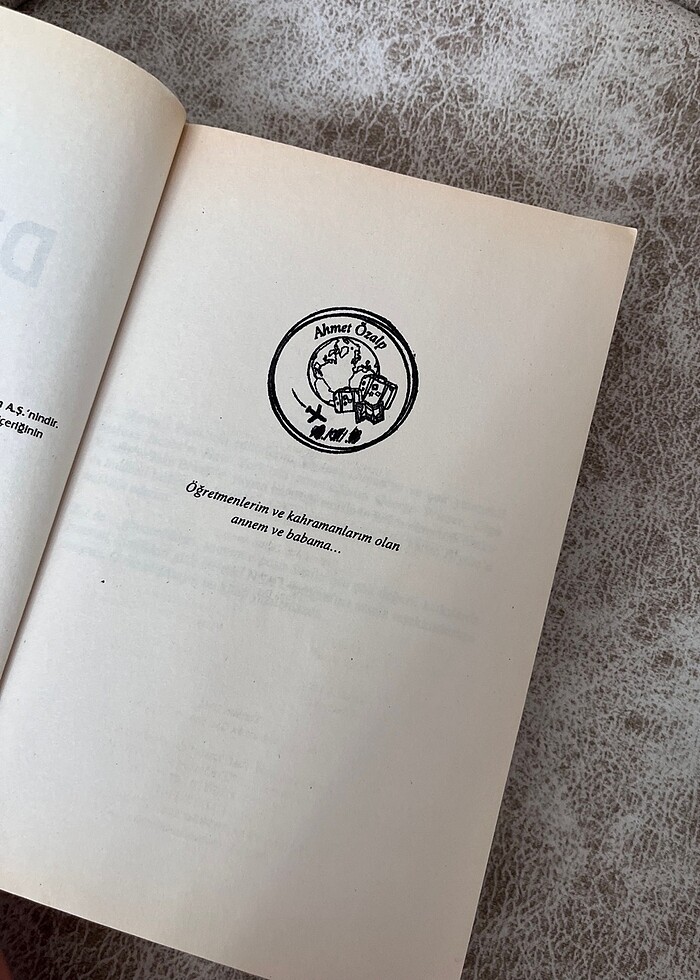 A.Ş.'nindir.
içeriğinin
Ahmet Özalp
Öğretmenlerim ve kahramanlarım olan
annem ve babama...